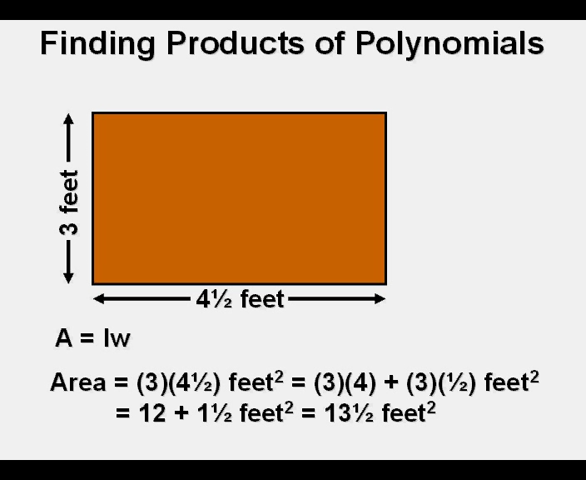 Finding Products of Polynomials
3 feet
4½ feet
A = lw
Area = (3)(4½) feet² = (3)(4) + (3)(½) feet²
= 12 + 1½ feet² = 13½ feet²